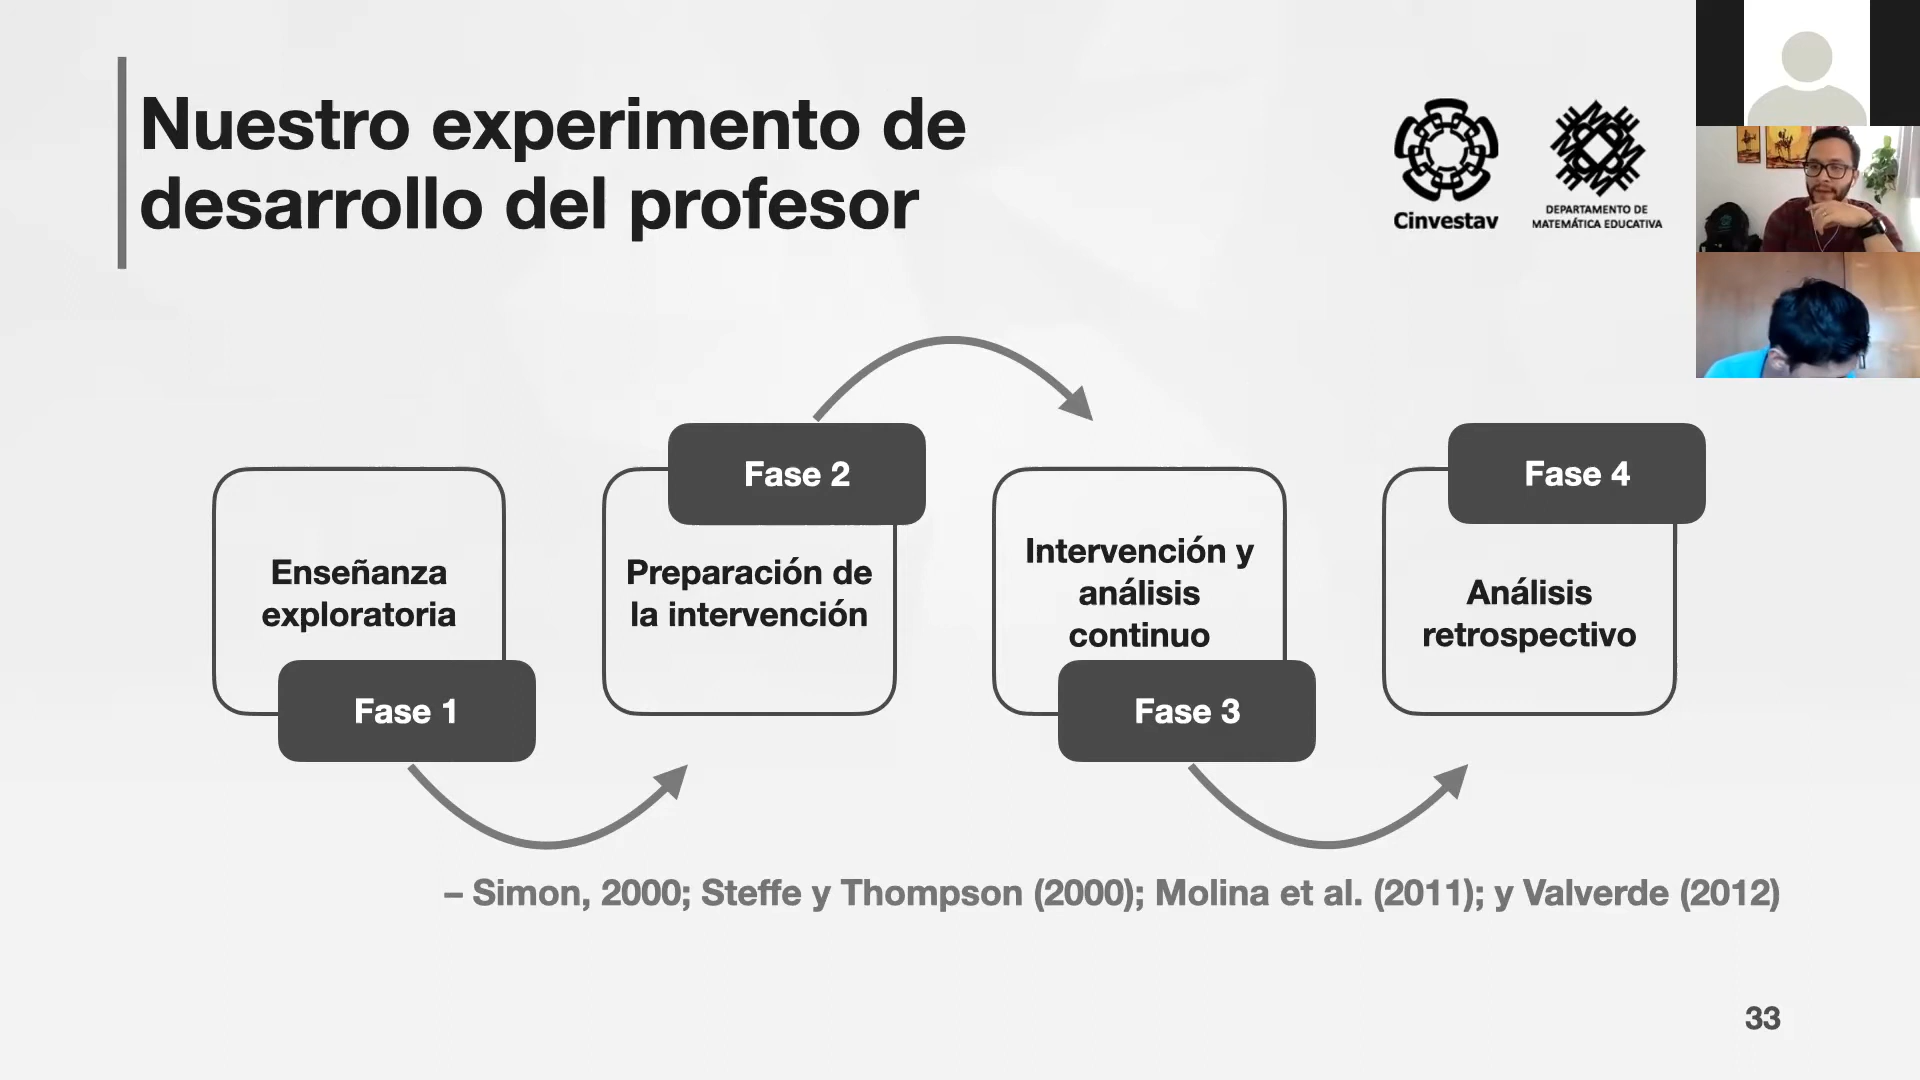 Nuestro experimento de
desarrollo del profesor
Cinvestav
DEPARTAMENTO DE
MATEMÁTICA EDUCATIVA
Enseñanza
exploratoria
Fase 1
Fase 2
Preparación de
la intervención
Intervención y
análisis
continuo
Fase 3
Fase 4
Análisis
retrospectivo
– Simon, 2000; Steffe y Thompson (2000); Molina et al. (2011); y Valverde (2012)
33